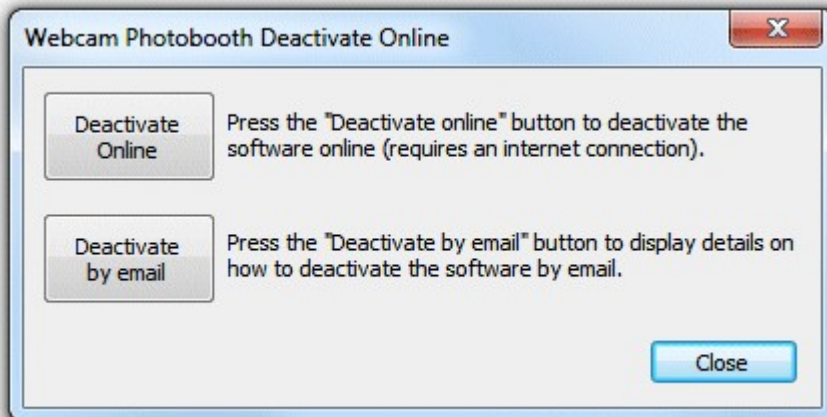 Webcam Photobooth Deactivate Online
Deactivate
Online
Press the "Deactivate online" button to deactivate the
software online (requires an internet connection).
Deactivate
by email
Press the "Deactivate by email" button to display details on
how to deactivate the software by email.
Close